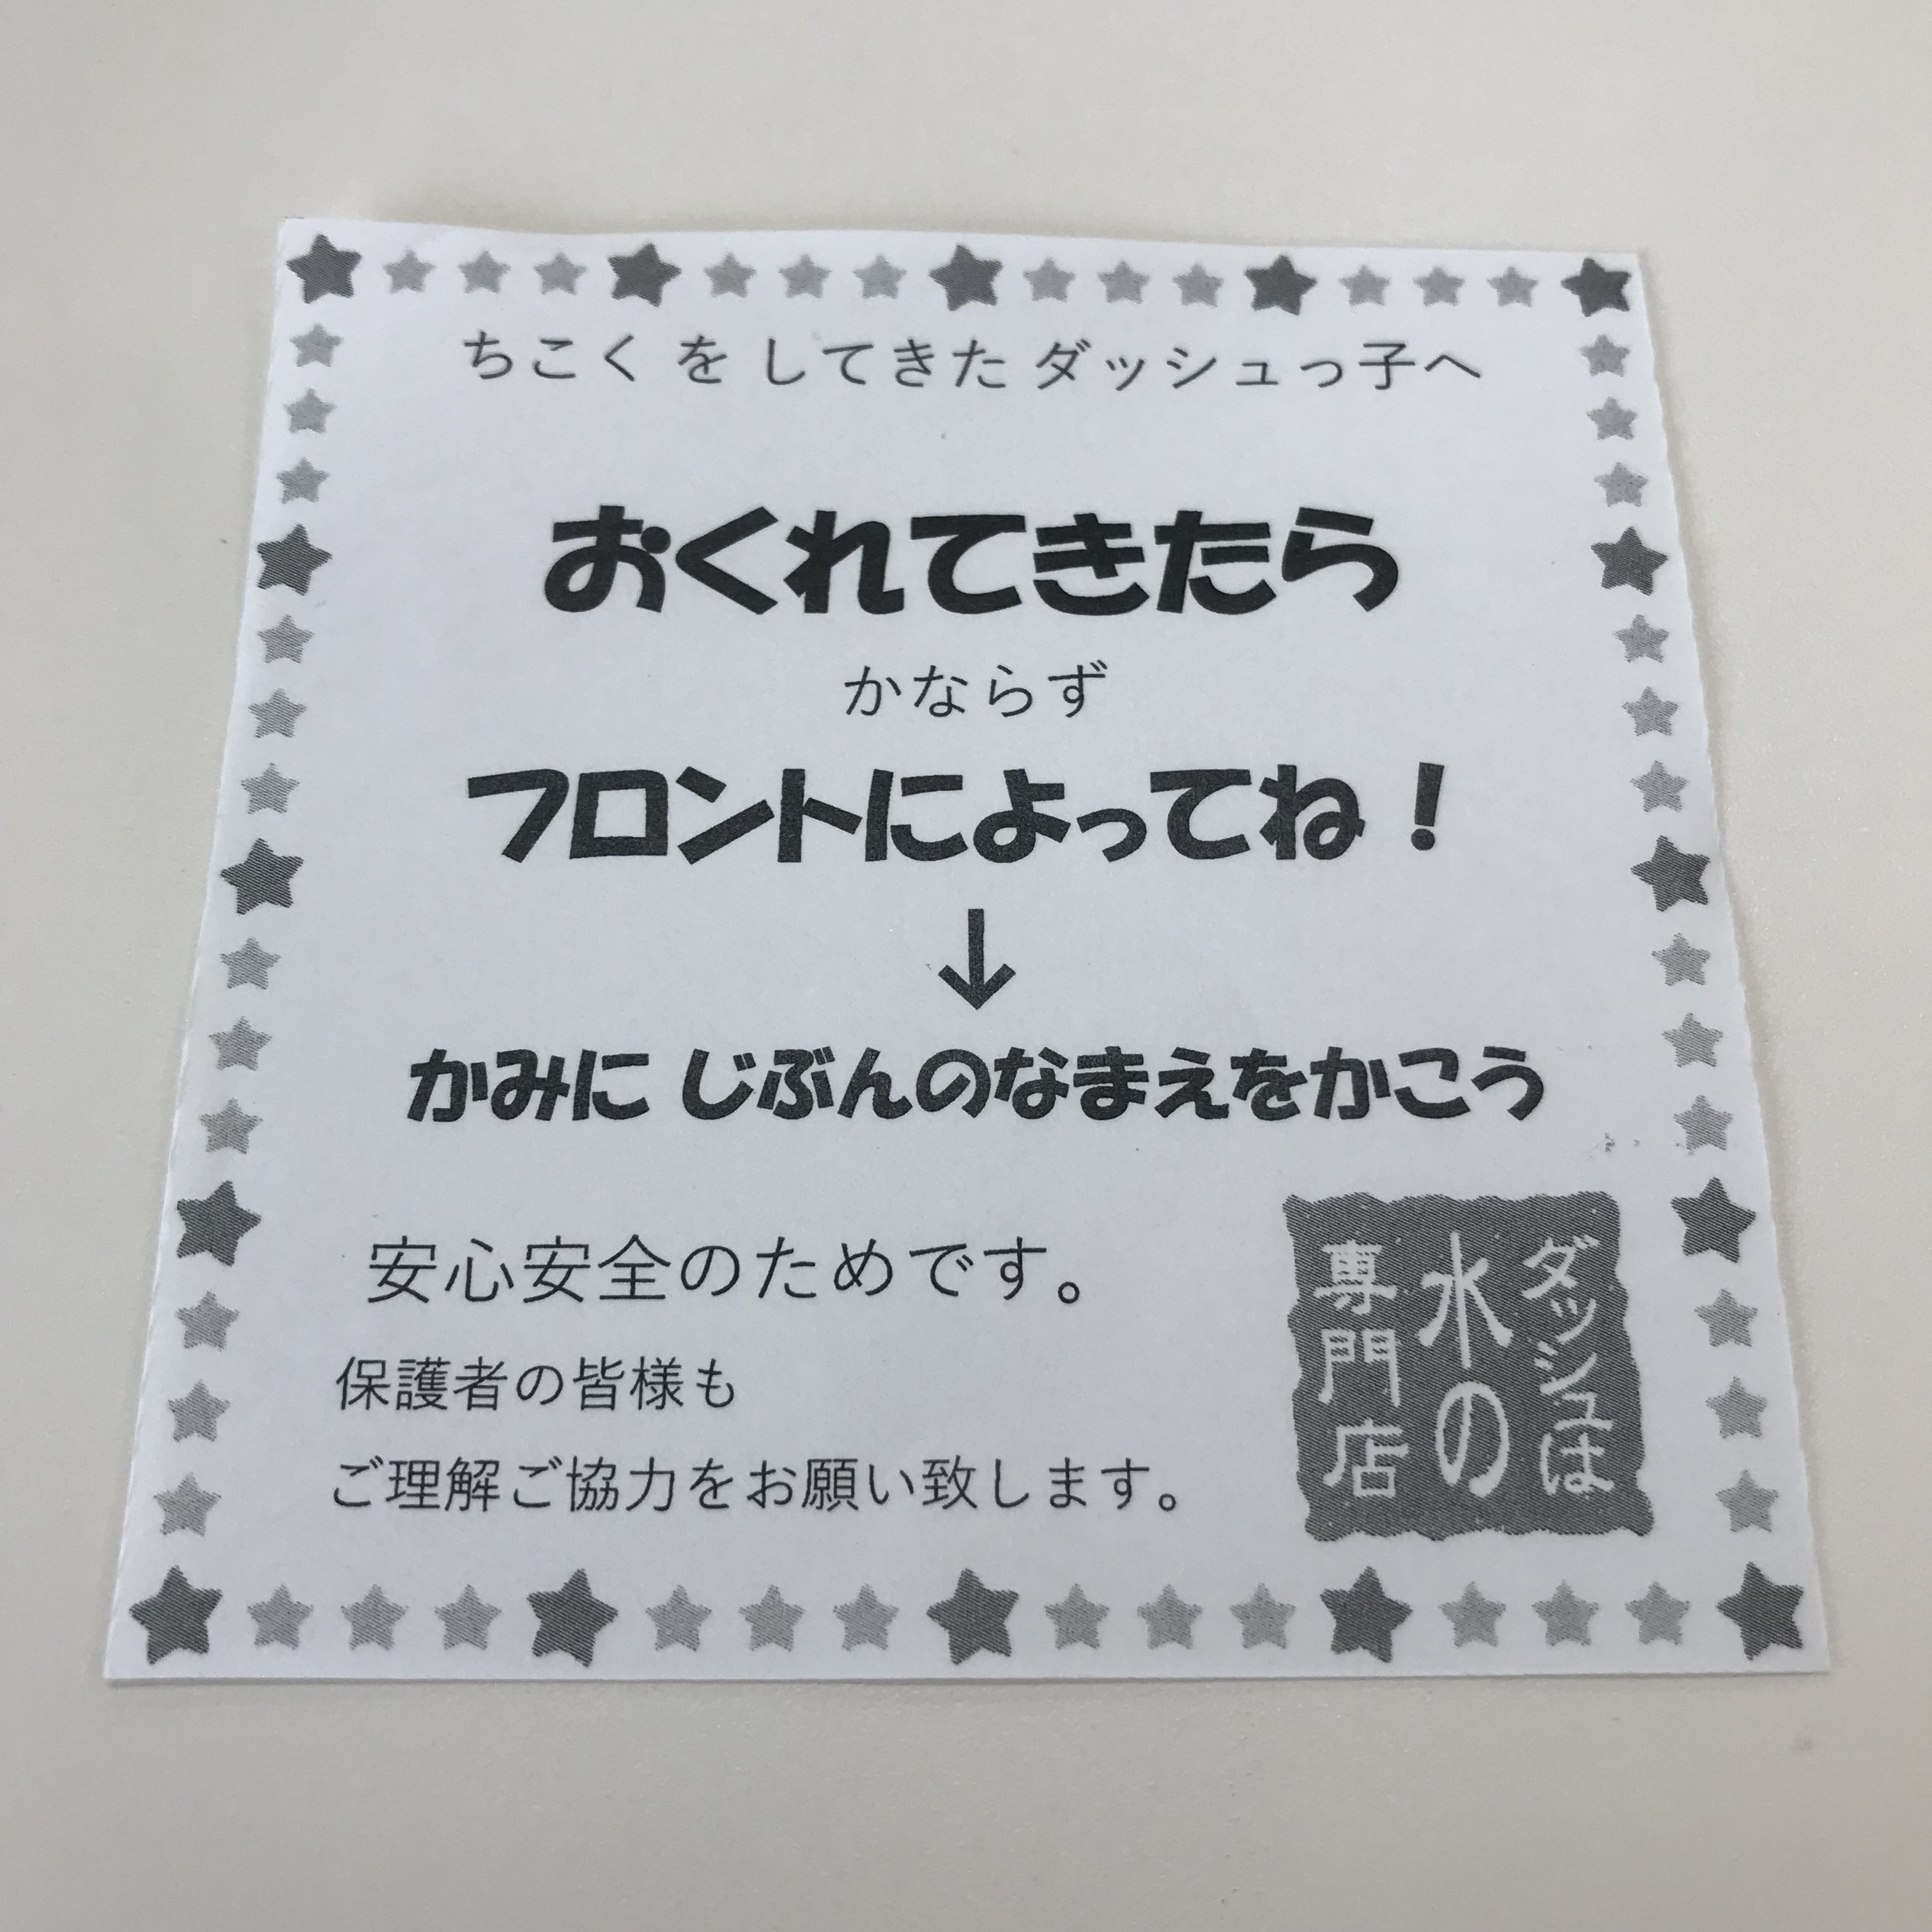 ちこく を してきた ダッシュっ子へ
おくれてきたら
かならず
フロントによってね！
↓
かみに じぶんのなまえをかこう
安心安全のためです。
保護者の皆様も
ご理解ご協力をお願い致します。
ダッシュは
水の
専門店